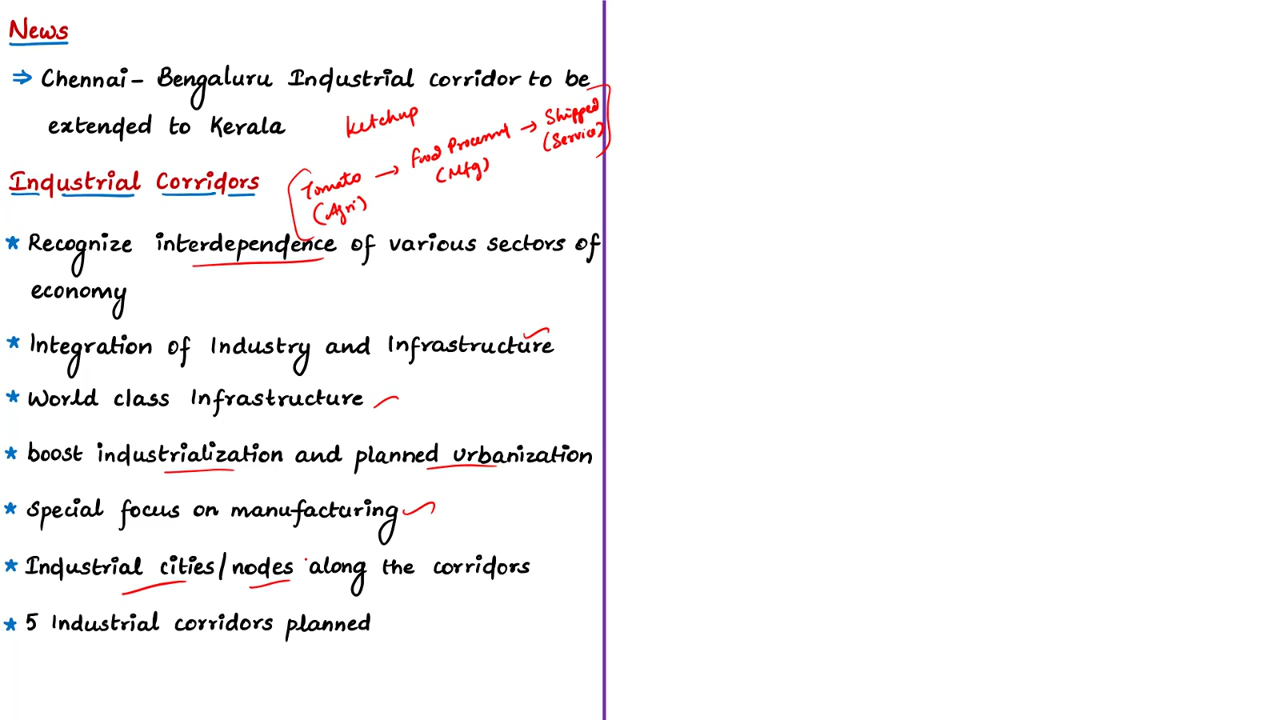 News
⇒ Chennai - Bengaluru Industrial corridor to be
extended to Kerala
ketchup
Tomato → Food Processing → Shipped
(Agri) (Mfg) (Service)
Industrial Corridors
* Recognize interdependence of various sectors of
economy
* Integration of Industry and Infrastructure
* World class Infrastructure
* boost industrialization and planned urbanization
* Special focus on manufacturing
* Industrial cities/nodes along the corridors
* 5 Industrial corridors planned